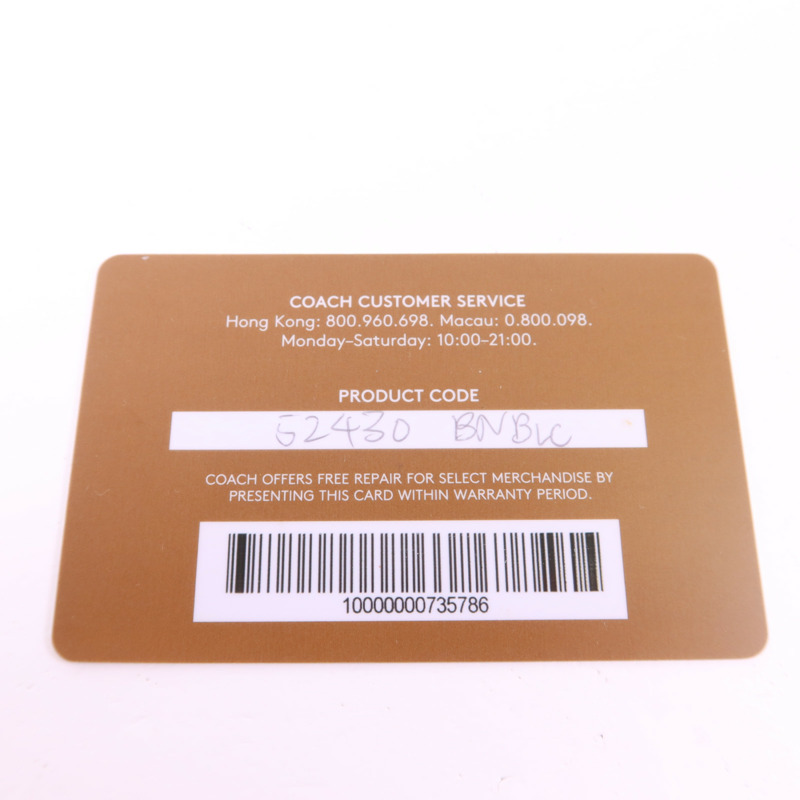 COACH CUSTOMER SERVICE
Hong Kong: 800.960.698. Macau: 0.800.098.
Monday–Saturday: 10:00–21:00.
PRODUCT CODE
52430 BNBLC
COACH OFFERS FREE REPAIR FOR SELECT MERCHANDISE BY
PRESENTING THIS CARD WITHIN WARRANTY PERIOD.
10000000735786